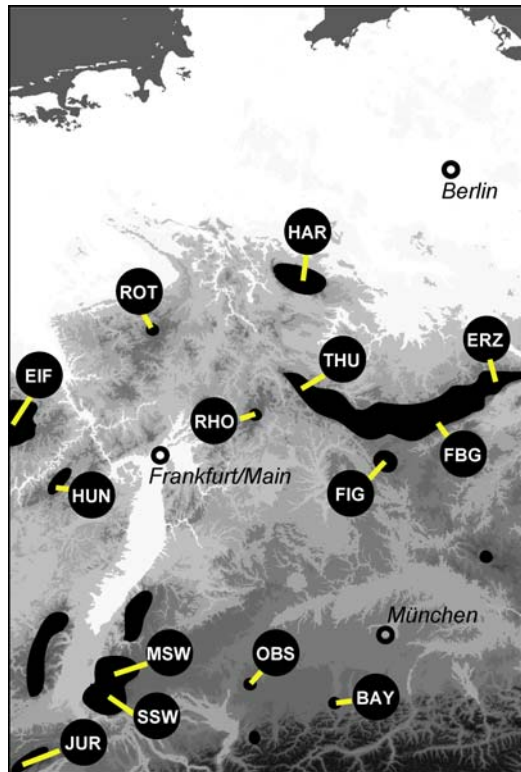 Berlin
HAR
ROT
ERZ
THU
EIF
RHO
FBG
Frankfurt/Main
FIG
HUN
München
MSW
OBS
SSW
BAY
JUR